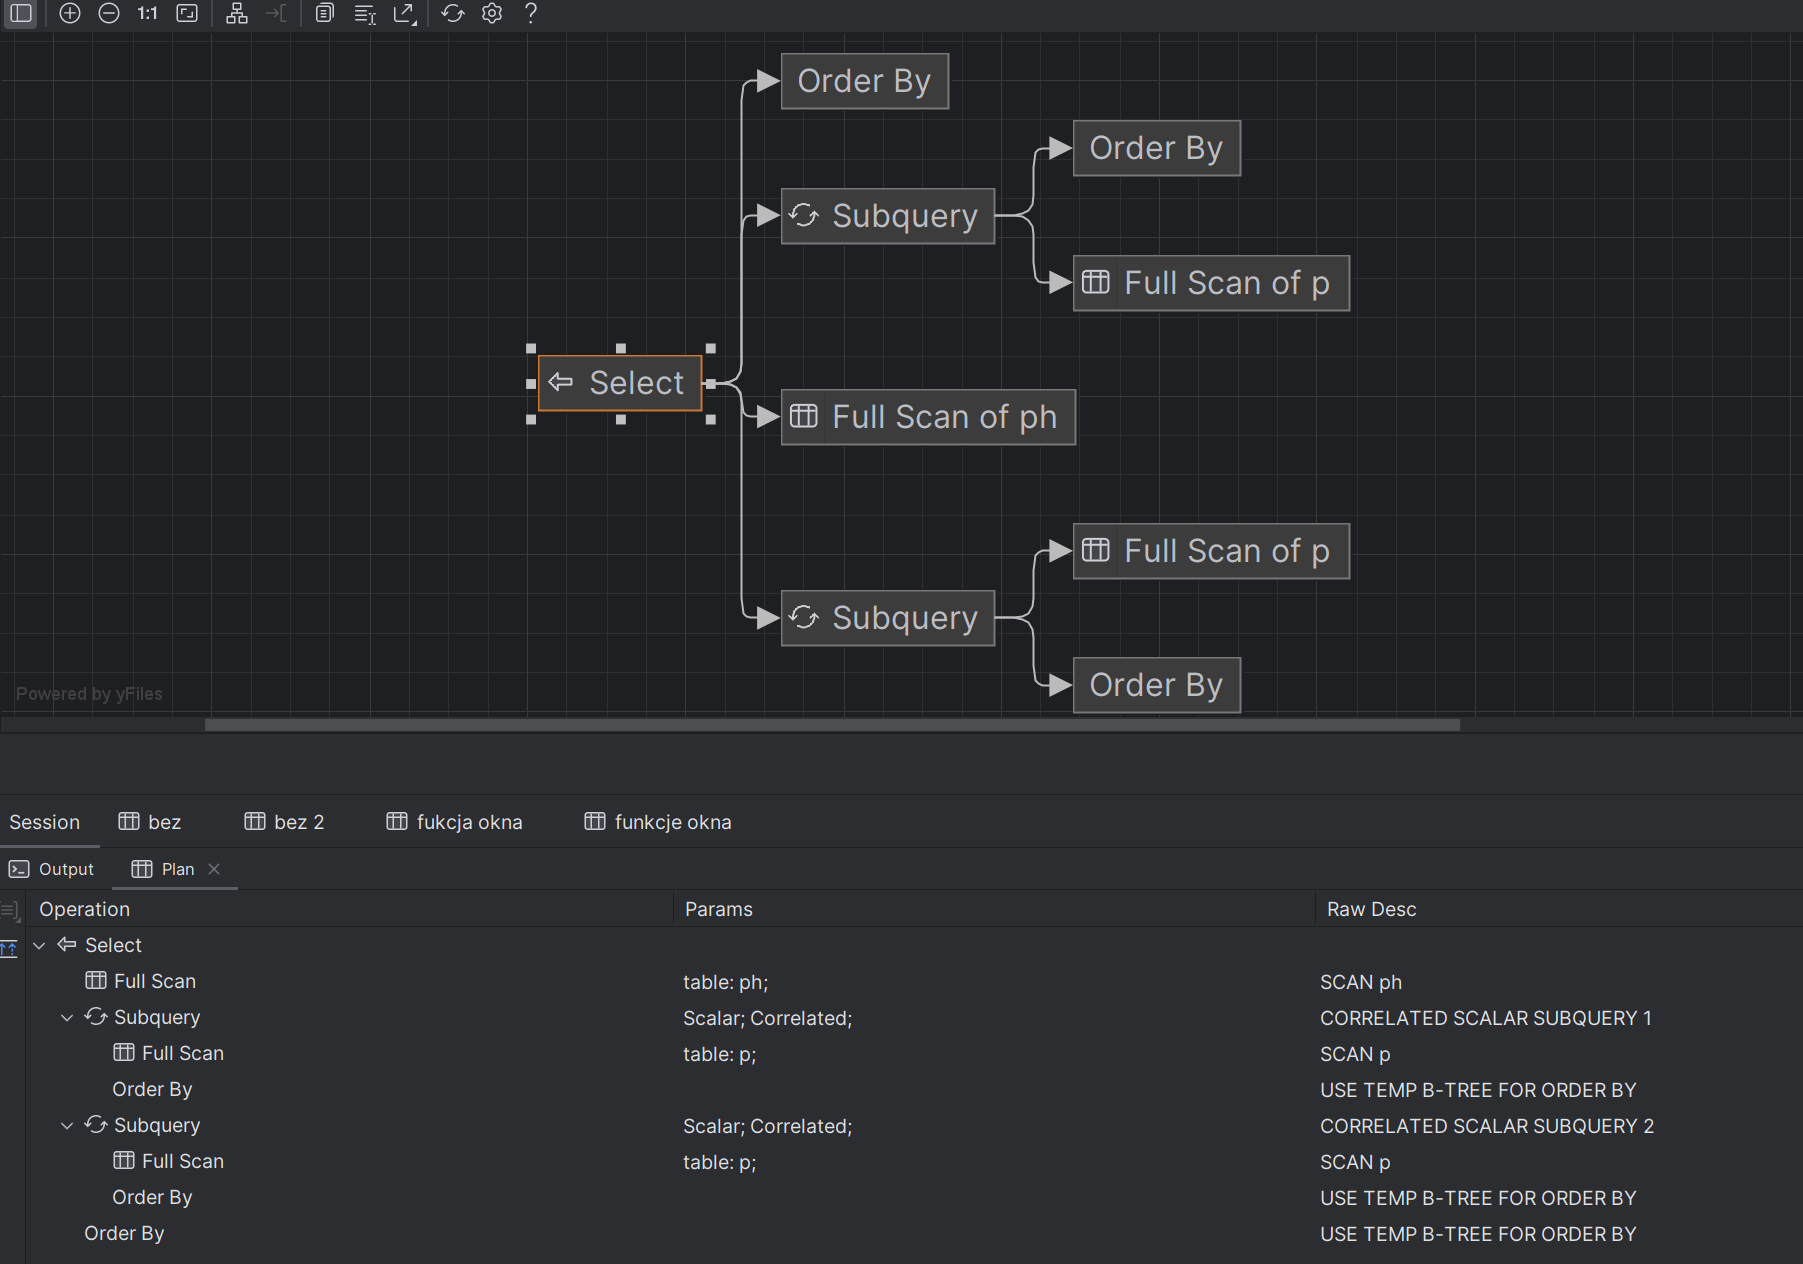 1:1
?
Order By
Order By
Subquery
Full Scan of p
Select
Full Scan of ph
Full Scan of p
Subquery
Order By
Powered by yFiles
Session bez bez 2 fukcja okna funkcje okna
Output Plan
Operation Params Raw Desc
Select
Full Scan table: ph; SCAN ph
Subquery Scalar; Correlated; CORRELATED SCALAR SUBQUERY 1
Full Scan table: p; SCAN p
Order By USE TEMP B-TREE FOR ORDER BY
Subquery Scalar; Correlated; CORRELATED SCALAR SUBQUERY 2
Full Scan table: p; SCAN p
Order By USE TEMP B-TREE FOR ORDER BY
Order By USE TEMP B-TREE FOR ORDER BY